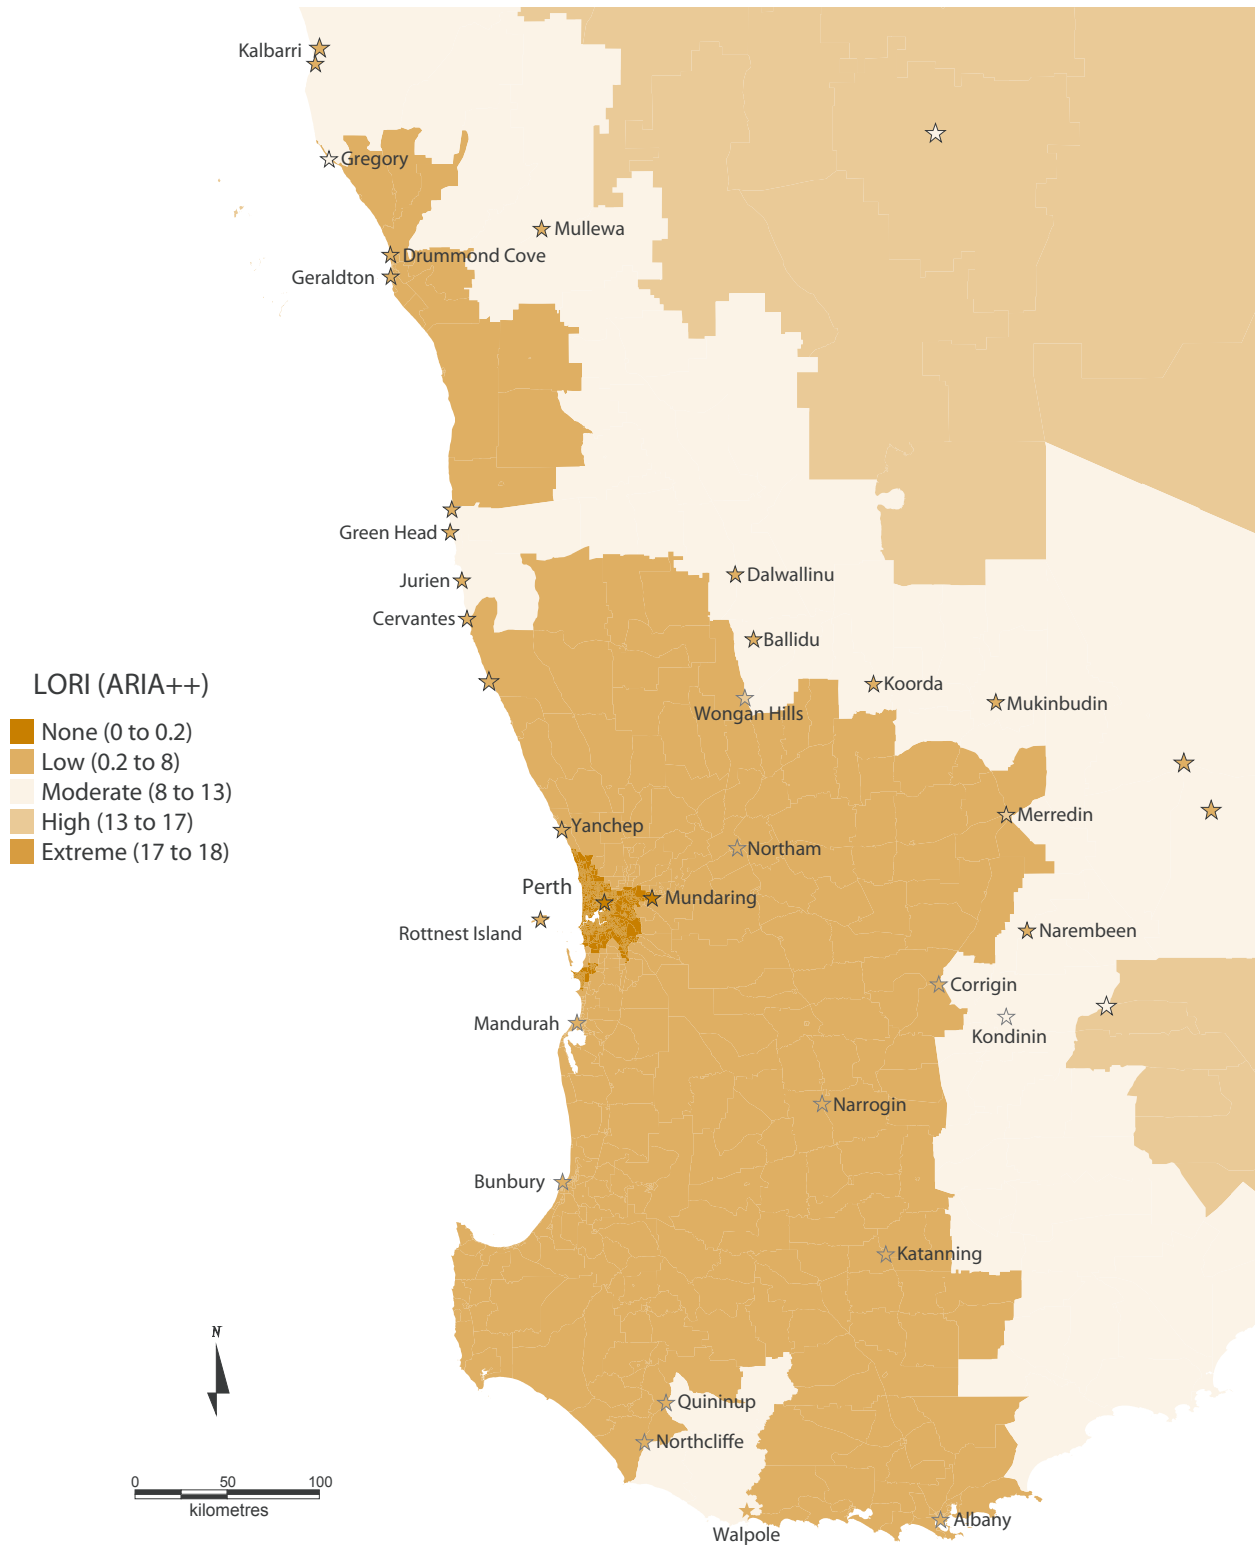 Kalbarri
Gregory
Mullewa
Drummond Cove
Geraldton
Green Head
Dalwallinu
Jurien
Cervantes
Ballidu
LORI (ARIA++)
None (0 to 0.2)
Low (0.2 to 8)
Moderate (8 to 13)
High (13 to 17)
Extreme (17 to 18)
Koorda
Mukinbudin
Wongan Hills
Merredin
Yanchep
Northam
Perth
Mundaring
Rottnest Island
Narembeen
Corrigin
Mandurah
Kondinin
Narrogin
Bunbury
Katanning
N
Quininup
Northcliffe
0 50 100
kilometres
Walpole
Albany